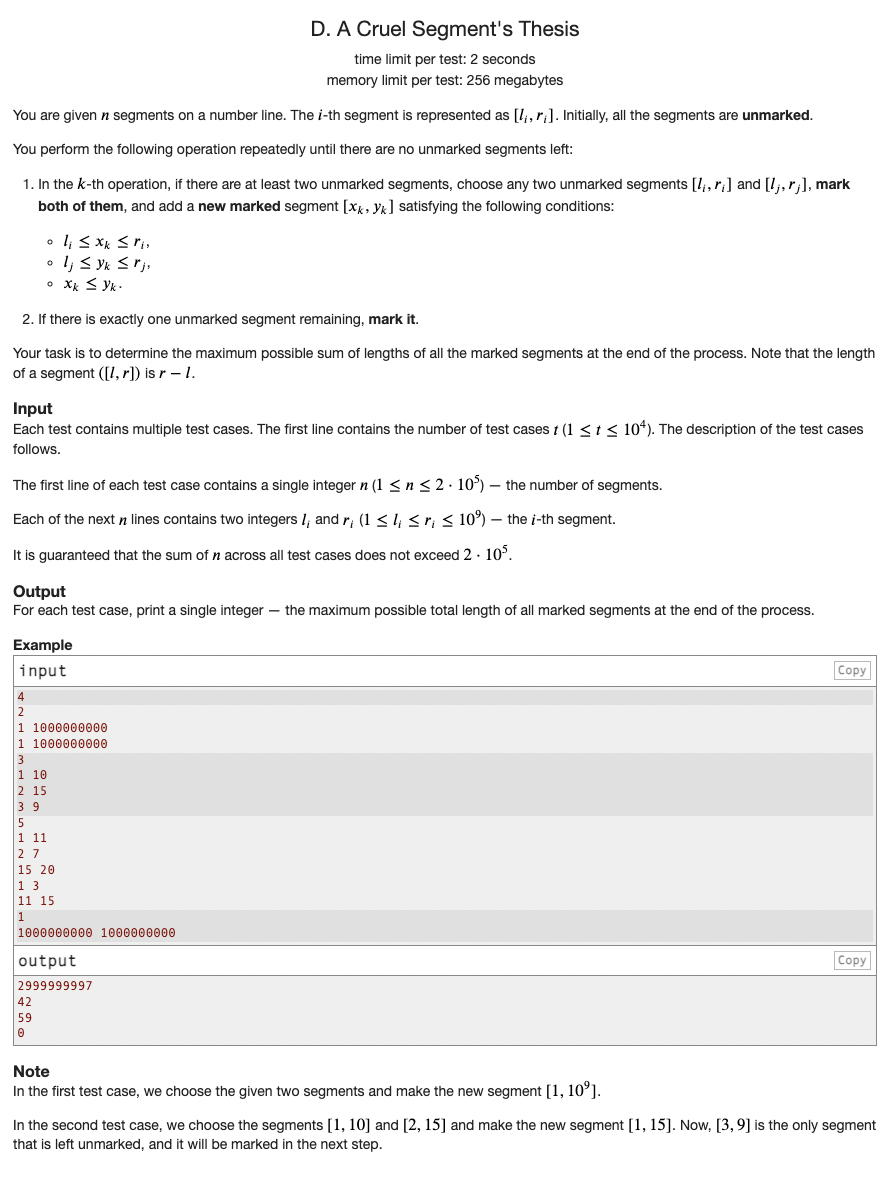 D. A Cruel Segment's Thesis
time limit per test: 2 seconds
memory limit per test: 256 megabytes
You are given n segments on a number line. The i-th segment is represented as [l_i, r_i]. Initially, all the segments are unmarked.
You perform the following operation repeatedly until there are no unmarked segments left:
1. In the k-th operation, if there are at least two unmarked segments, choose any two unmarked segments [l_i, r_i] and [l_j, r_j], mark
both of them, and add a new marked segment [x_k, y_k] satisfying the following conditions:
◦ l_i ≤ x_k ≤ r_i,
◦ l_j ≤ y_k ≤ r_j,
◦ x_k ≤ y_k.
2. If there is exactly one unmarked segment remaining, mark it.
Your task is to determine the maximum possible sum of lengths of all the marked segments at the end of the process. Note that the length
of a segment ([l, r]) is r − l.
Input
Each test contains multiple test cases. The first line contains the number of test cases t (1 ≤ t ≤ 10^4). The description of the test cases
follows.
The first line of each test case contains a single integer n (1 ≤ n ≤ 2 · 10^5) — the number of segments.
Each of the next n lines contains two integers l_i and r_i (1 ≤ l_i ≤ r_i ≤ 10^9) — the i-th segment.
It is guaranteed that the sum of n across all test cases does not exceed 2 · 10^5.
Output
For each test case, print a single integer — the maximum possible total length of all marked segments at the end of the process.
Example
input
Copy
4
2
1 1000000000
1 1000000000
3
1 10
2 15
3 9
5
1 11
2 7
15 20
1 3
11 15
1
1000000000 1000000000
output
Copy
2999999997
42
59
0
Note
In the first test case, we choose the given two segments and make the new segment [1, 10^9].
In the second test case, we choose the segments [1, 10] and [2, 15] and make the new segment [1, 15]. Now, [3, 9] is the only segment
that is left unmarked, and it will be marked in the next step.